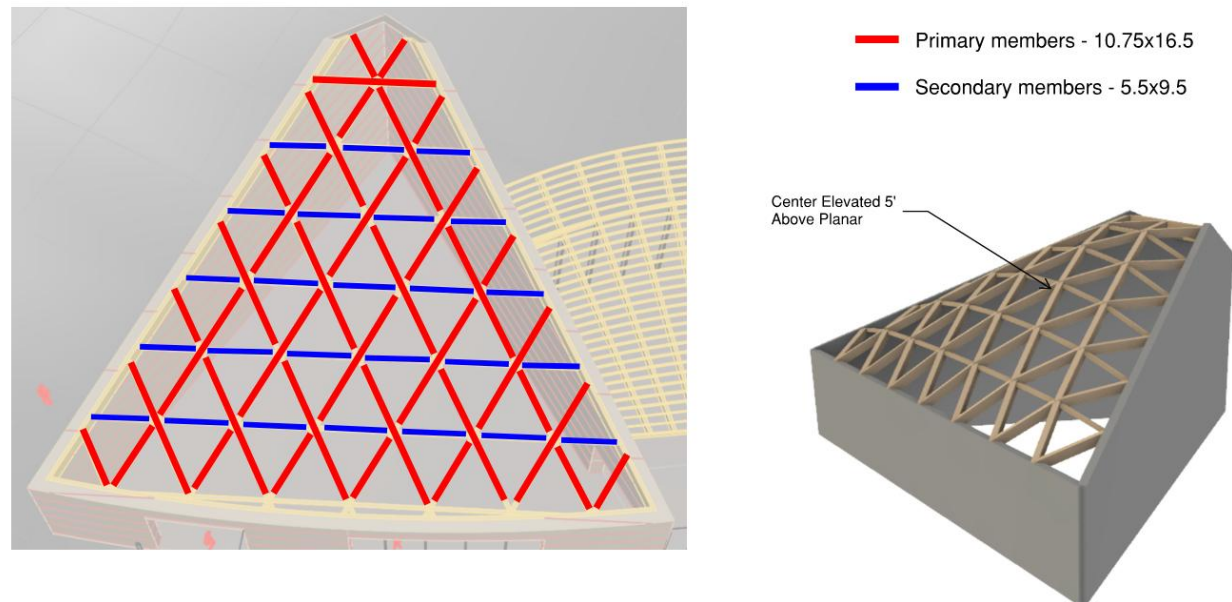 Primary members - 10.75x16.5
Secondary members - 5.5x9.5
Center Elevated 5'
Above Planar